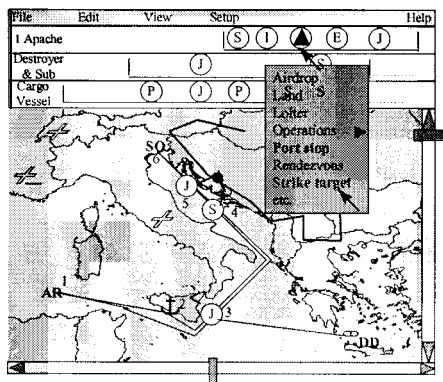 File Edit View Setup Help
1 Apache S I E J
Destroyer J S
& Sub
Cargo P J P S S
Vessel
Airdrop
Land
Loiter
Operations
Port stop
Rendezvous
Strike target
etc.
SO
6
J
5 S 4
1
AR
J 3
DD